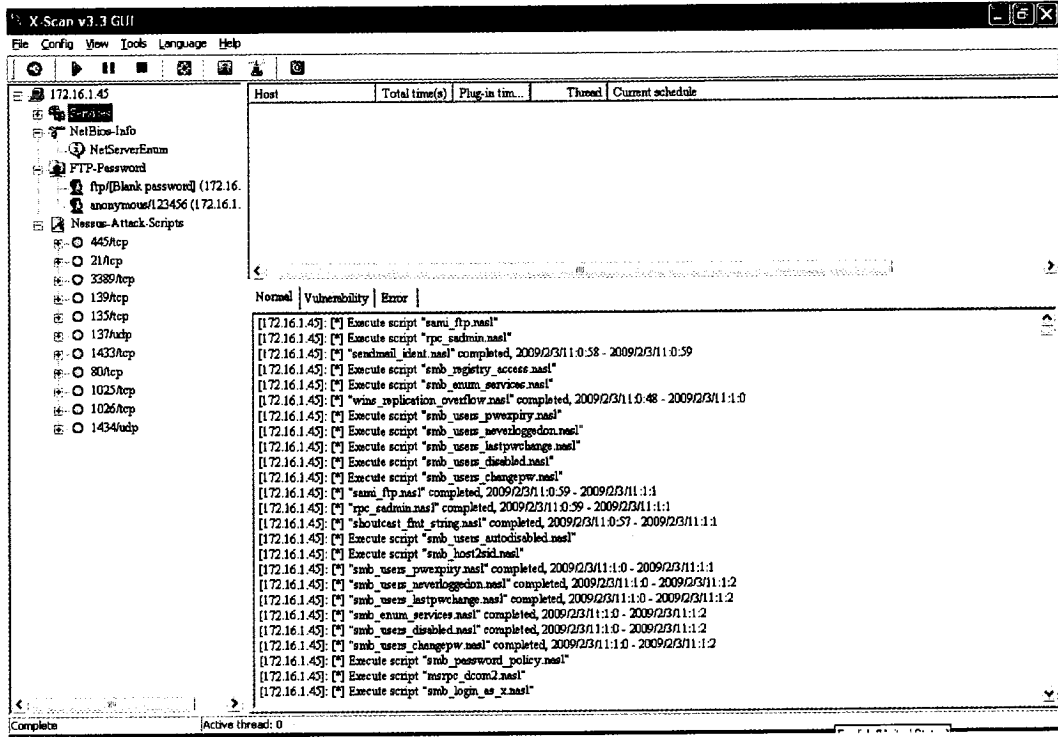 X-Scan v3.3 GUI
File Config View Tools Language Help
172.16.1.45
Services
NetBios-Info
NetServerEnum
FTP-Password
ftp/[Blank password] (172.16.
anonymous/123456 (172.16.1.
Nessus-Attack-Scripts
445/tcp
21/tcp
3389/tcp
139/tcp
135/tcp
137/udp
1433/tcp
80/tcp
1025/tcp
1026/tcp
1434/udp
Host Total time(s) Plug-in tim... Thread Current schedule
Normal Vulnerability Error
[172.16.1.45]: [*] Execute script "sami_ftp.nasl"
[172.16.1.45]: [*] Execute script "rpc_sadmin.nasl"
[172.16.1.45]: [*] "sendmail_ident.nasl" completed, 2009/2/3/11:0:58 - 2009/2/3/11:0:59
[172.16.1.45]: [*] Execute script "smb_registry_access.nasl"
[172.16.1.45]: [*] Execute script "smb_enum_services.nasl"
[172.16.1.45]: [*] "wins_replication_overflow.nasl" completed, 2009/2/3/11:0:48 - 2009/2/3/11:1:0
[172.16.1.45]: [*] Execute script "smb_users_pwexpiry.nasl"
[172.16.1.45]: [*] Execute script "smb_users_neverloggedon.nasl"
[172.16.1.45]: [*] Execute script "smb_users_lastpwchange.nasl"
[172.16.1.45]: [*] Execute script "smb_users_disabled.nasl"
[172.16.1.45]: [*] Execute script "smb_users_changepw.nasl"
[172.16.1.45]: [*] "sami_ftp.nasl" completed, 2009/2/3/11:0:59 - 2009/2/3/11:1:1
[172.16.1.45]: [*] "rpc_sadmin.nasl" completed, 2009/2/3/11:0:59 - 2009/2/3/11:1:1
[172.16.1.45]: [*] "shoutcast_fmt_string.nasl" completed, 2009/2/3/11:0:57 - 2009/2/3/11:1:1
[172.16.1.45]: [*] Execute script "smb_users_autodisabled.nasl"
[172.16.1.45]: [*] Execute script "smb_host2sid.nasl"
[172.16.1.45]: [*] "smb_users_pwexpiry.nasl" completed, 2009/2/3/11:1:0 - 2009/2/3/11:1:1
[172.16.1.45]: [*] "smb_users_neverloggedon.nasl" completed, 2009/2/3/11:1:0 - 2009/2/3/11:1:2
[172.16.1.45]: [*] "smb_users_lastpwchange.nasl" completed, 2009/2/3/11:1:0 - 2009/2/3/11:1:2
[172.16.1.45]: [*] "smb_enum_services.nasl" completed, 2009/2/3/11:1:0 - 2009/2/3/11:1:2
[172.16.1.45]: [*] "smb_users_disabled.nasl" completed, 2009/2/3/11:1:0 - 2009/2/3/11:1:2
[172.16.1.45]: [*] "smb_users_changepw.nasl" completed, 2009/2/3/11:1:0 - 2009/2/3/11:1:2
[172.16.1.45]: [*] Execute script "smb_password_policy.nasl"
[172.16.1.45]: [*] Execute script "msrpc_dcom2.nasl"
[172.16.1.45]: [*] Execute script "smb_login_as_x.nasl"
Complete Active thread: 0